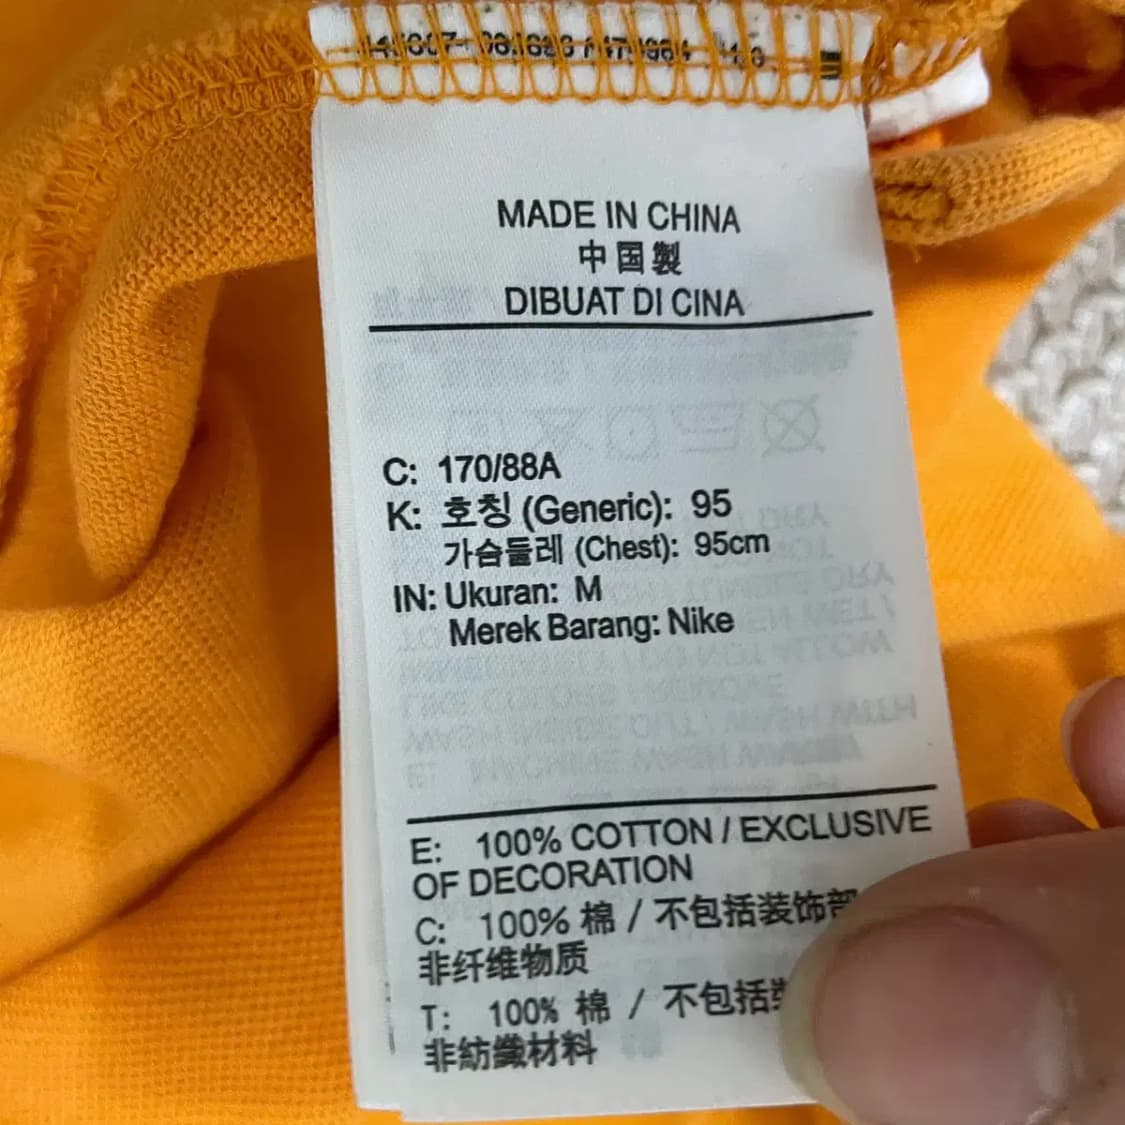 MADE IN CHINA
中国製
DIBUAT DI CINA
C: 170/88A
K: 호칭 (Generic): 95
가슴둘레 (Chest): 95cm
IN: Ukuran: M
Merek Barang: Nike
E: 100% COTTON / EXCLUSIVE
OF DECORATION
C: 100% 棉 / 不包括装饰部
非纤维物质
T: 100% 棉 / 不包括
非紡織材料